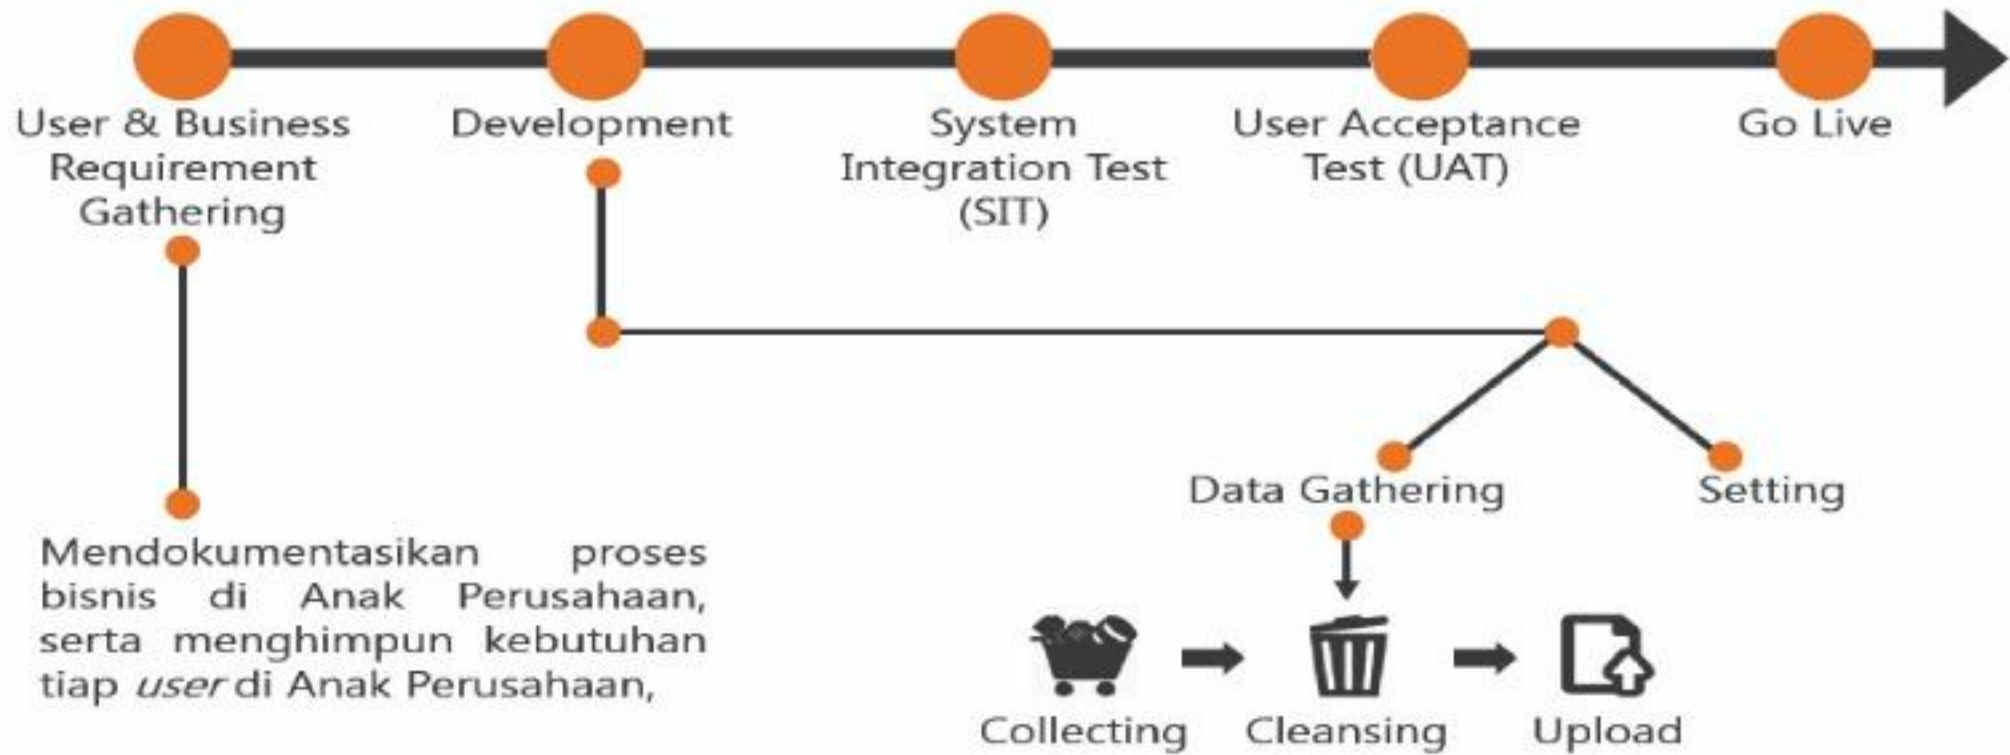 User & Business
Requirement
Gathering
Development
System
Integration Test
(SIT)
User Acceptance
Test (UAT)
Go Live
Mendokumentasikan proses
bisnis di Anak Perusahaan,
serta menghimpun kebutuhan
tiap user di Anak Perusahaan,
Data Gathering
Setting
Collecting
Cleansing
Upload